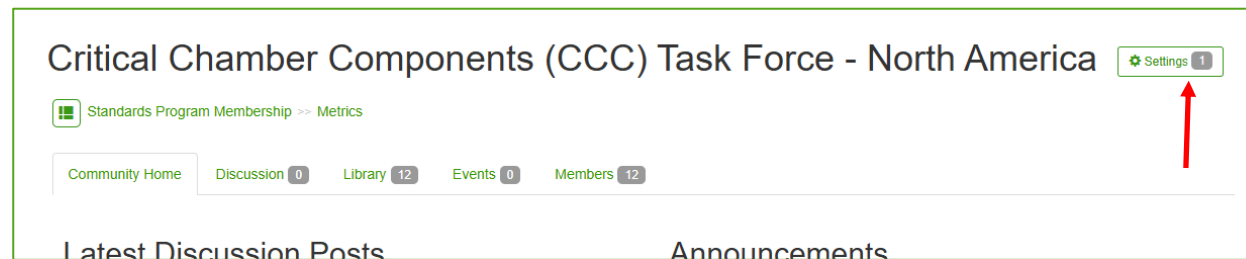 Critical Chamber Components (CCC) Task Force - North America Settings 1
Standards Program Membership >> Metrics
Community Home Discussion 0 Library 12 Events 0 Members 12
Latest Discussion Posts Announcements